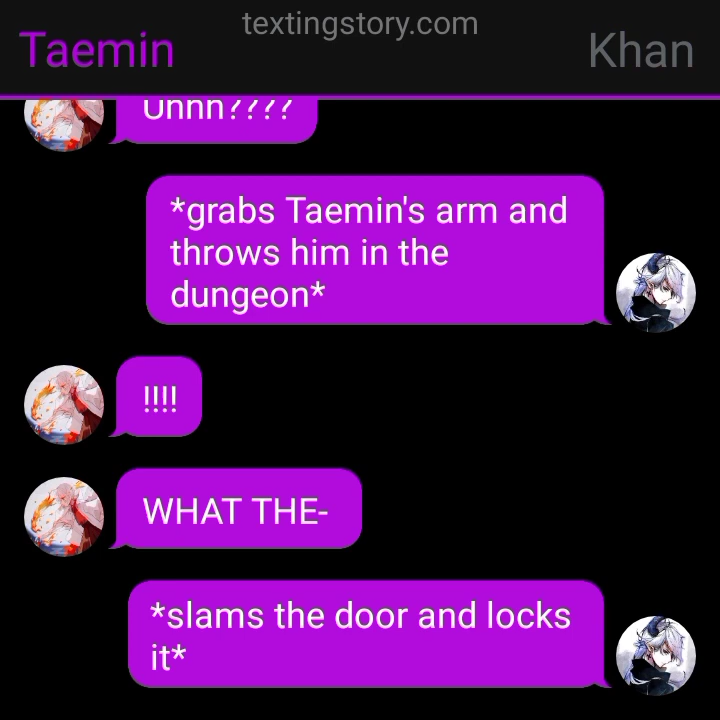 textingstory.com
Taemin
Khan
Uhhh????
*grabs Taemin's arm and
throws him in the
dungeon*
!!!!
WHAT THE-
*slams the door and locks
it*